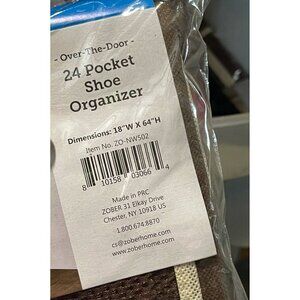 - Over-The-Door -
24 Pocket
Shoe
Organizer
Dimensions: 18"W X 64"H
Item No. ZO-NW502
8 10158 03066 4
Made in PRC
ZOBER 31 Elkay Drive
Chester, NY 10918 US
1.800.674.8870
cs@zoberhome.com
zoberhome.com